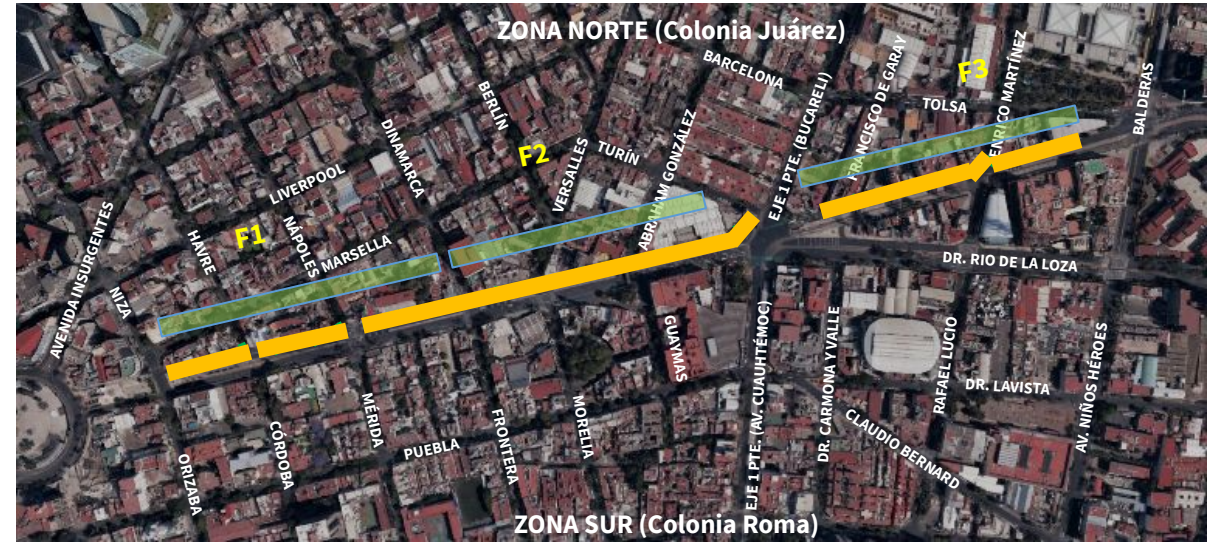 ZONA NORTE (Colonia Juárez)
BARCELONA
FRANCISCO DE GARAY
F3
ENRICO MARTÍNEZ
BALDERAS
TOLSA
BERLÍN
EJE 1 PTE. (BUCARELI)
DINAMARCA
F2
TURÍN
ABRAHAM GONZÁLEZ
VERSALLES
LIVERPOOL
AVENIDA INSURGENTES
HAVRE
F1
NÁPOLES
MARSELLA
NIZA
DR. RIO DE LA LOZA
GUAYMAS
EJE 1 PTE. (AV. CUAUHTÉMOC)
DR. CARMONA Y VALLE
RAFAEL LUCIO
DR. LAVISTA
AV. NIÑOS HÉROES
MÉRIDA
FRONTERA
MORELIA
CÓRDOBA
PUEBLA
ORIZABA
CLAUDIO BERNARD
ZONA SUR (Colonia Roma)